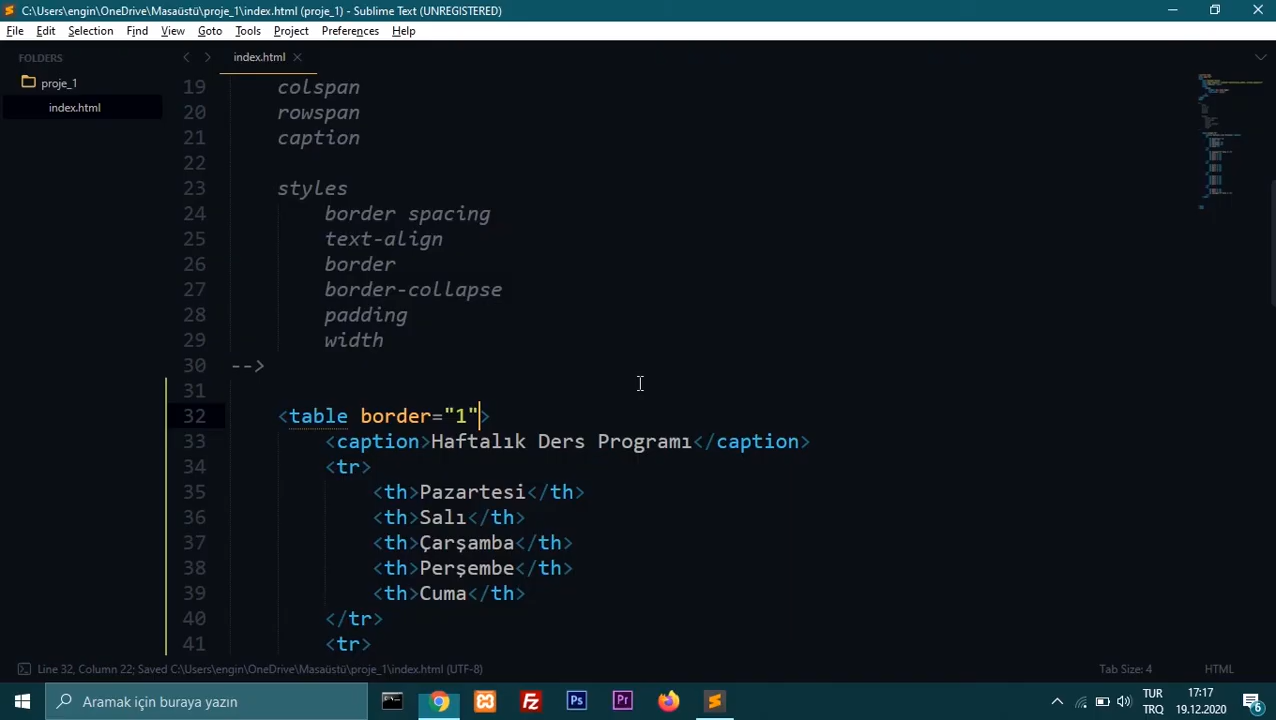 C:\Users\engin\OneDrive\Masaüstü\proje_1\index.html (proje_1) - Sublime Text (UNREGISTERED)
File Edit Selection Find View Goto Tools Project Preferences Help
FOLDERS
proje_1
index.html
index.html
19 colspan
20 rowspan
21 caption
22
23 styles
24 border spacing
25 text-align
26 border
27 border-collapse
28 padding
29 width
30 -->
31
32 <table border="1">
33 <caption>Haftalık Ders Programı</caption>
34 <tr>
35 <th>Pazartesi</th>
36 <th>Salı</th>
37 <th>Çarşamba</th>
38 <th>Perşembe</th>
39 <th>Cuma</th>
40 </tr>
41 <tr>
Line 32, Column 22; Saved C:\Users\engin\OneDrive\Masaüstü\proje_1\index.html (UTF-8)
Tab Size: 4
HTML
Aramak için buraya yazın
Ps
Pr
TUR
TRQ
17:17
19.12.2020
6